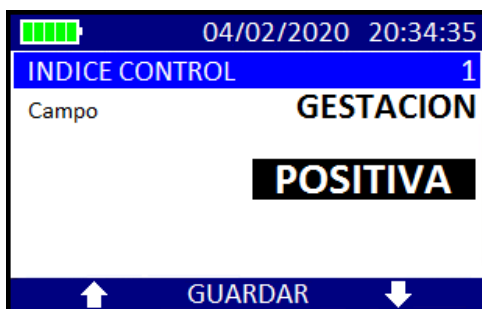 04/02/2020 20:34:35
INDICE CONTROL 1
Campo GESTACION
POSITIVA
GUARDAR